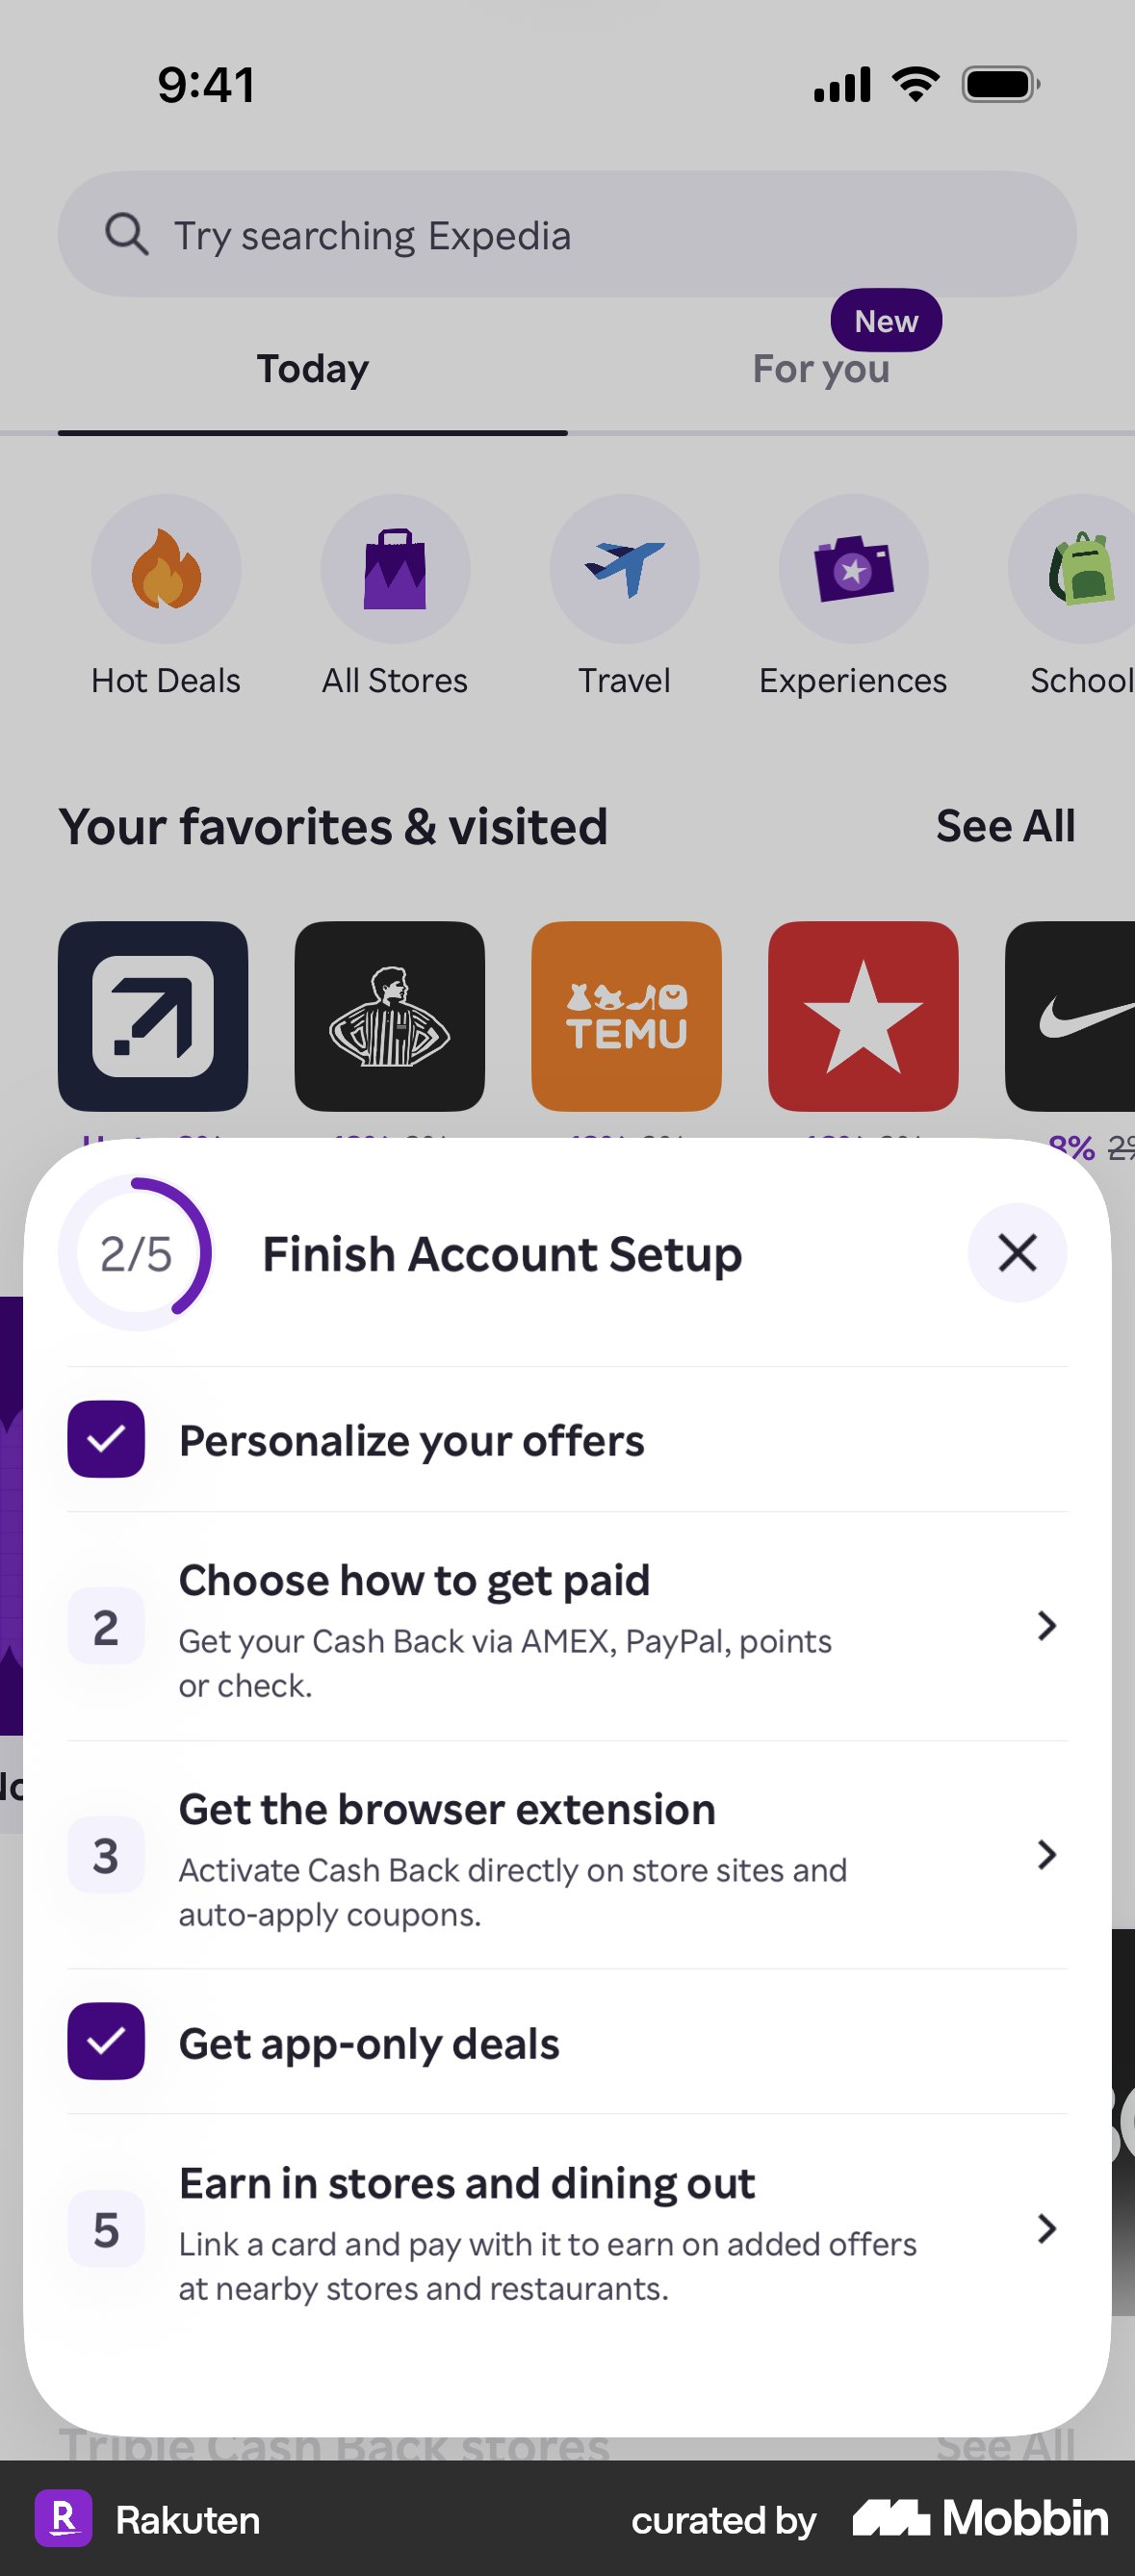 9:41
Try searching Expedia
New
Today
For you
Hot Deals
All Stores
Travel
Experiences
School
Your favorites & visited
See All
TEMU
8%
2/5
Finish Account Setup
Personalize your offers
2
Choose how to get paid
Get your Cash Back via AMEX, PayPal, points
or check.
3
Get the browser extension
Activate Cash Back directly on store sites and
auto-apply coupons.
Get app-only deals
5
Earn in stores and dining out
Link a card and pay with it to earn on added offers
at nearby stores and restaurants.
Triple Cash Back stores
See All
R
Rakuten
curated by
Mobbin